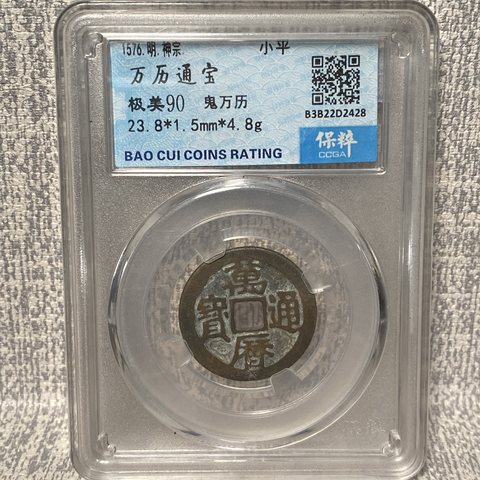 1576.明.神宗 小平
万历通宝
极美90 鬼万历
23.8*1.5mm*4.8g
B3B22D2428
BAO CUI COINS RATING
保粹
CCGA
萬曆通寶